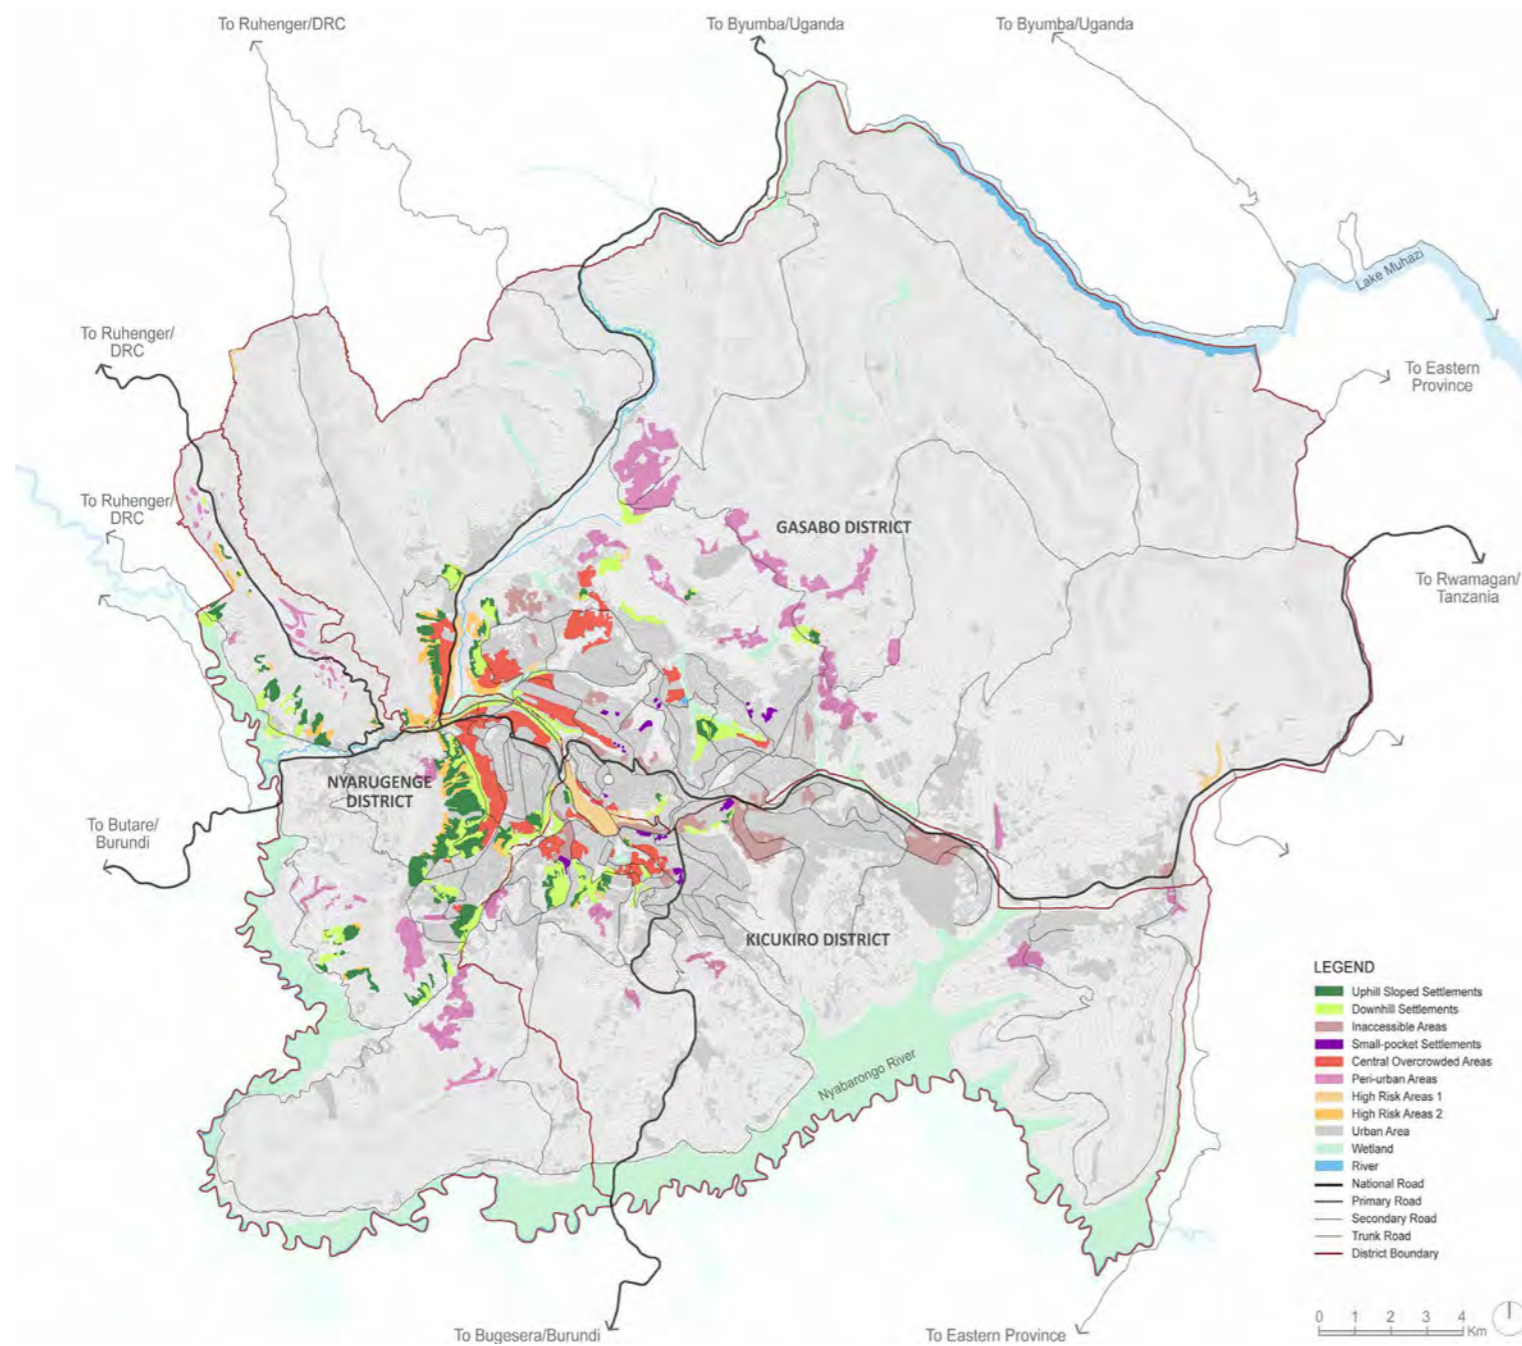 To Ruhenger/DRC
To Byumba/Uganda
To Byumba/Uganda
Lake Muhazi
To Ruhenger/
DRC
To Eastern
Province
To Ruhenger/
DRC
GASABO DISTRICT
To Rwamagan/
Tanzania
NYARUGENGE
DISTRICT
To Butare/
Burundi
KICUKIRO DISTRICT
Nyabarongo River
LEGEND
Uphill Sloped Settlements
Downhill Settlements
Inaccessible Areas
Small-pocket Settlements
Central Overcrowded Areas
Peri-urban Areas
High Risk Areas 1
High Risk Areas 2
Urban Area
Wetland
River
National Road
Primary Road
Secondary Road
Trunk Road
District Boundary
0 1 2 3 4
Km
To Bugesera/Burundi
To Eastern Province